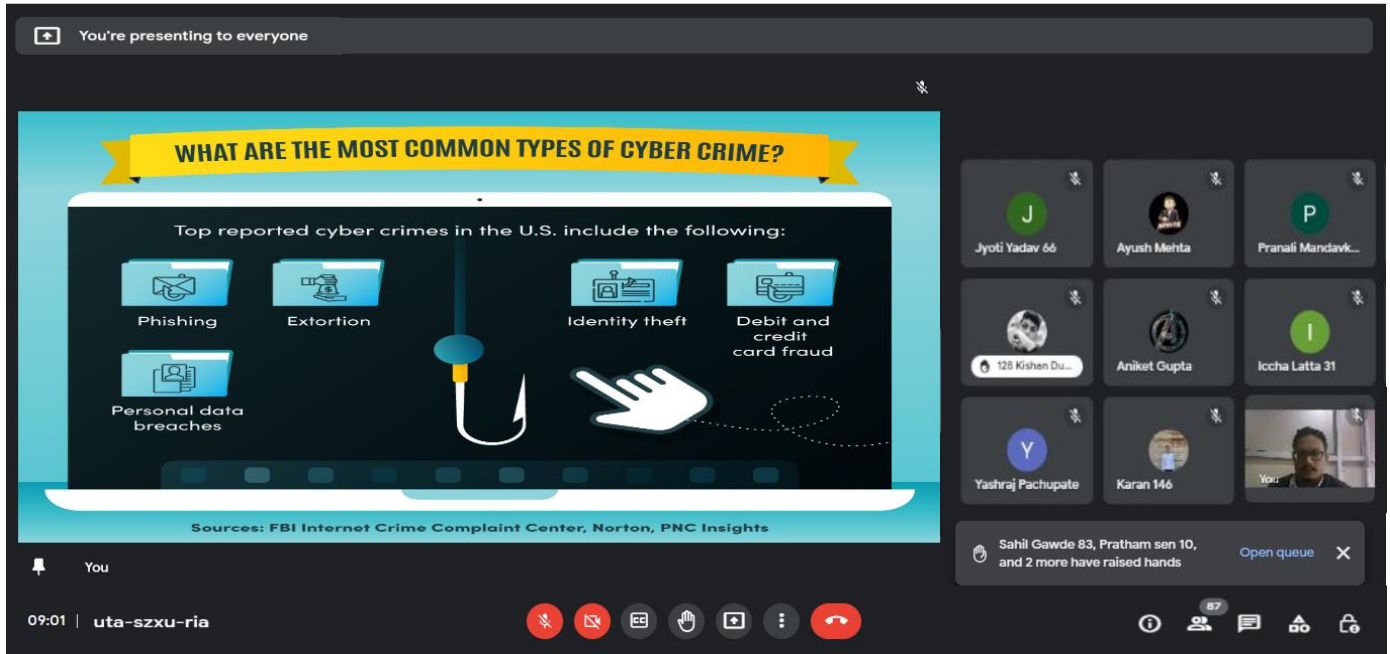 You're presenting to everyone
WHAT ARE THE MOST COMMON TYPES OF CYBER CRIME?
Top reported cyber crimes in the U.S. include the following:
Phishing
Extortion
Identity theft
Debit and
credit
card fraud
Personal data
breaches
Sources: FBI Internet Crime Complaint Center, Norton, PNC Insights
J
Jyoti Yadav 66
Ayush Mehta
P
Pranali Mandavk...
128 Kishan Du...
Aniket Gupta
I
Iccha Latta 31
Y
Yashraj Pachupate
Karan 146
You
Sahil Gawde 83, Pratham sen 10,
and 2 more have raised hands
Open queue
You
09:01 | uta-szxu-ria
CC
87